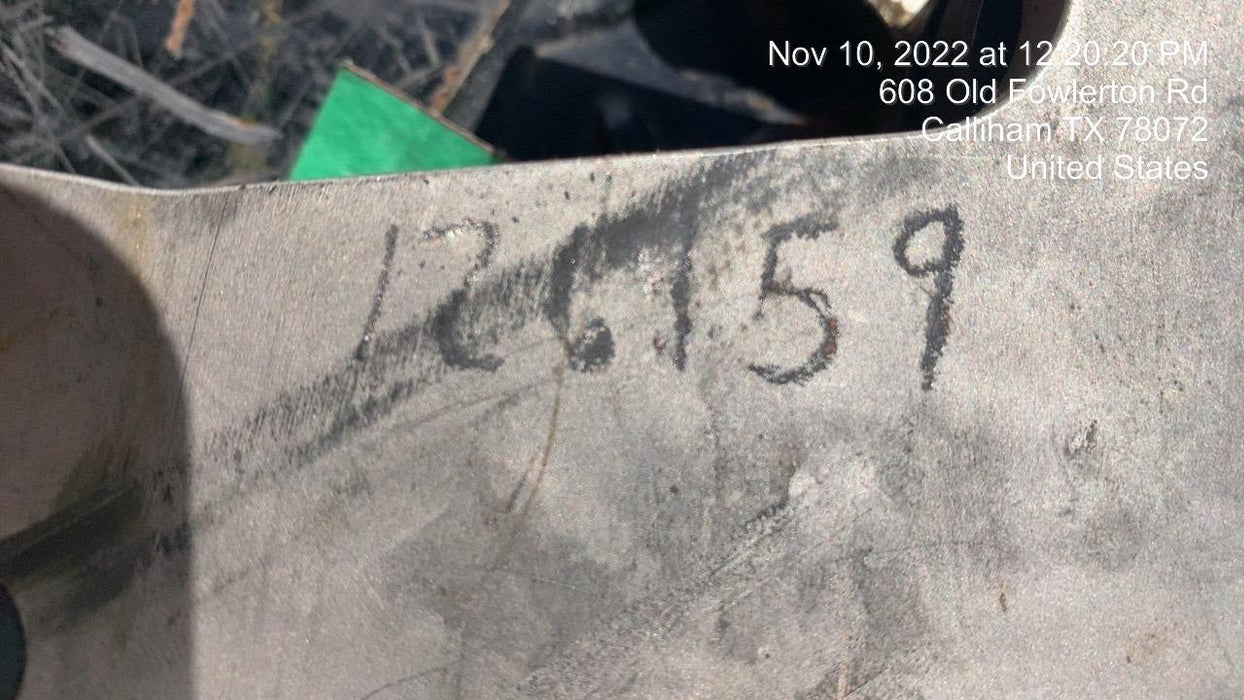 Nov 10, 2022 at 12:20:20 PM
608 Old Fowlerton Rd
Calliham TX 78072
United States
126159